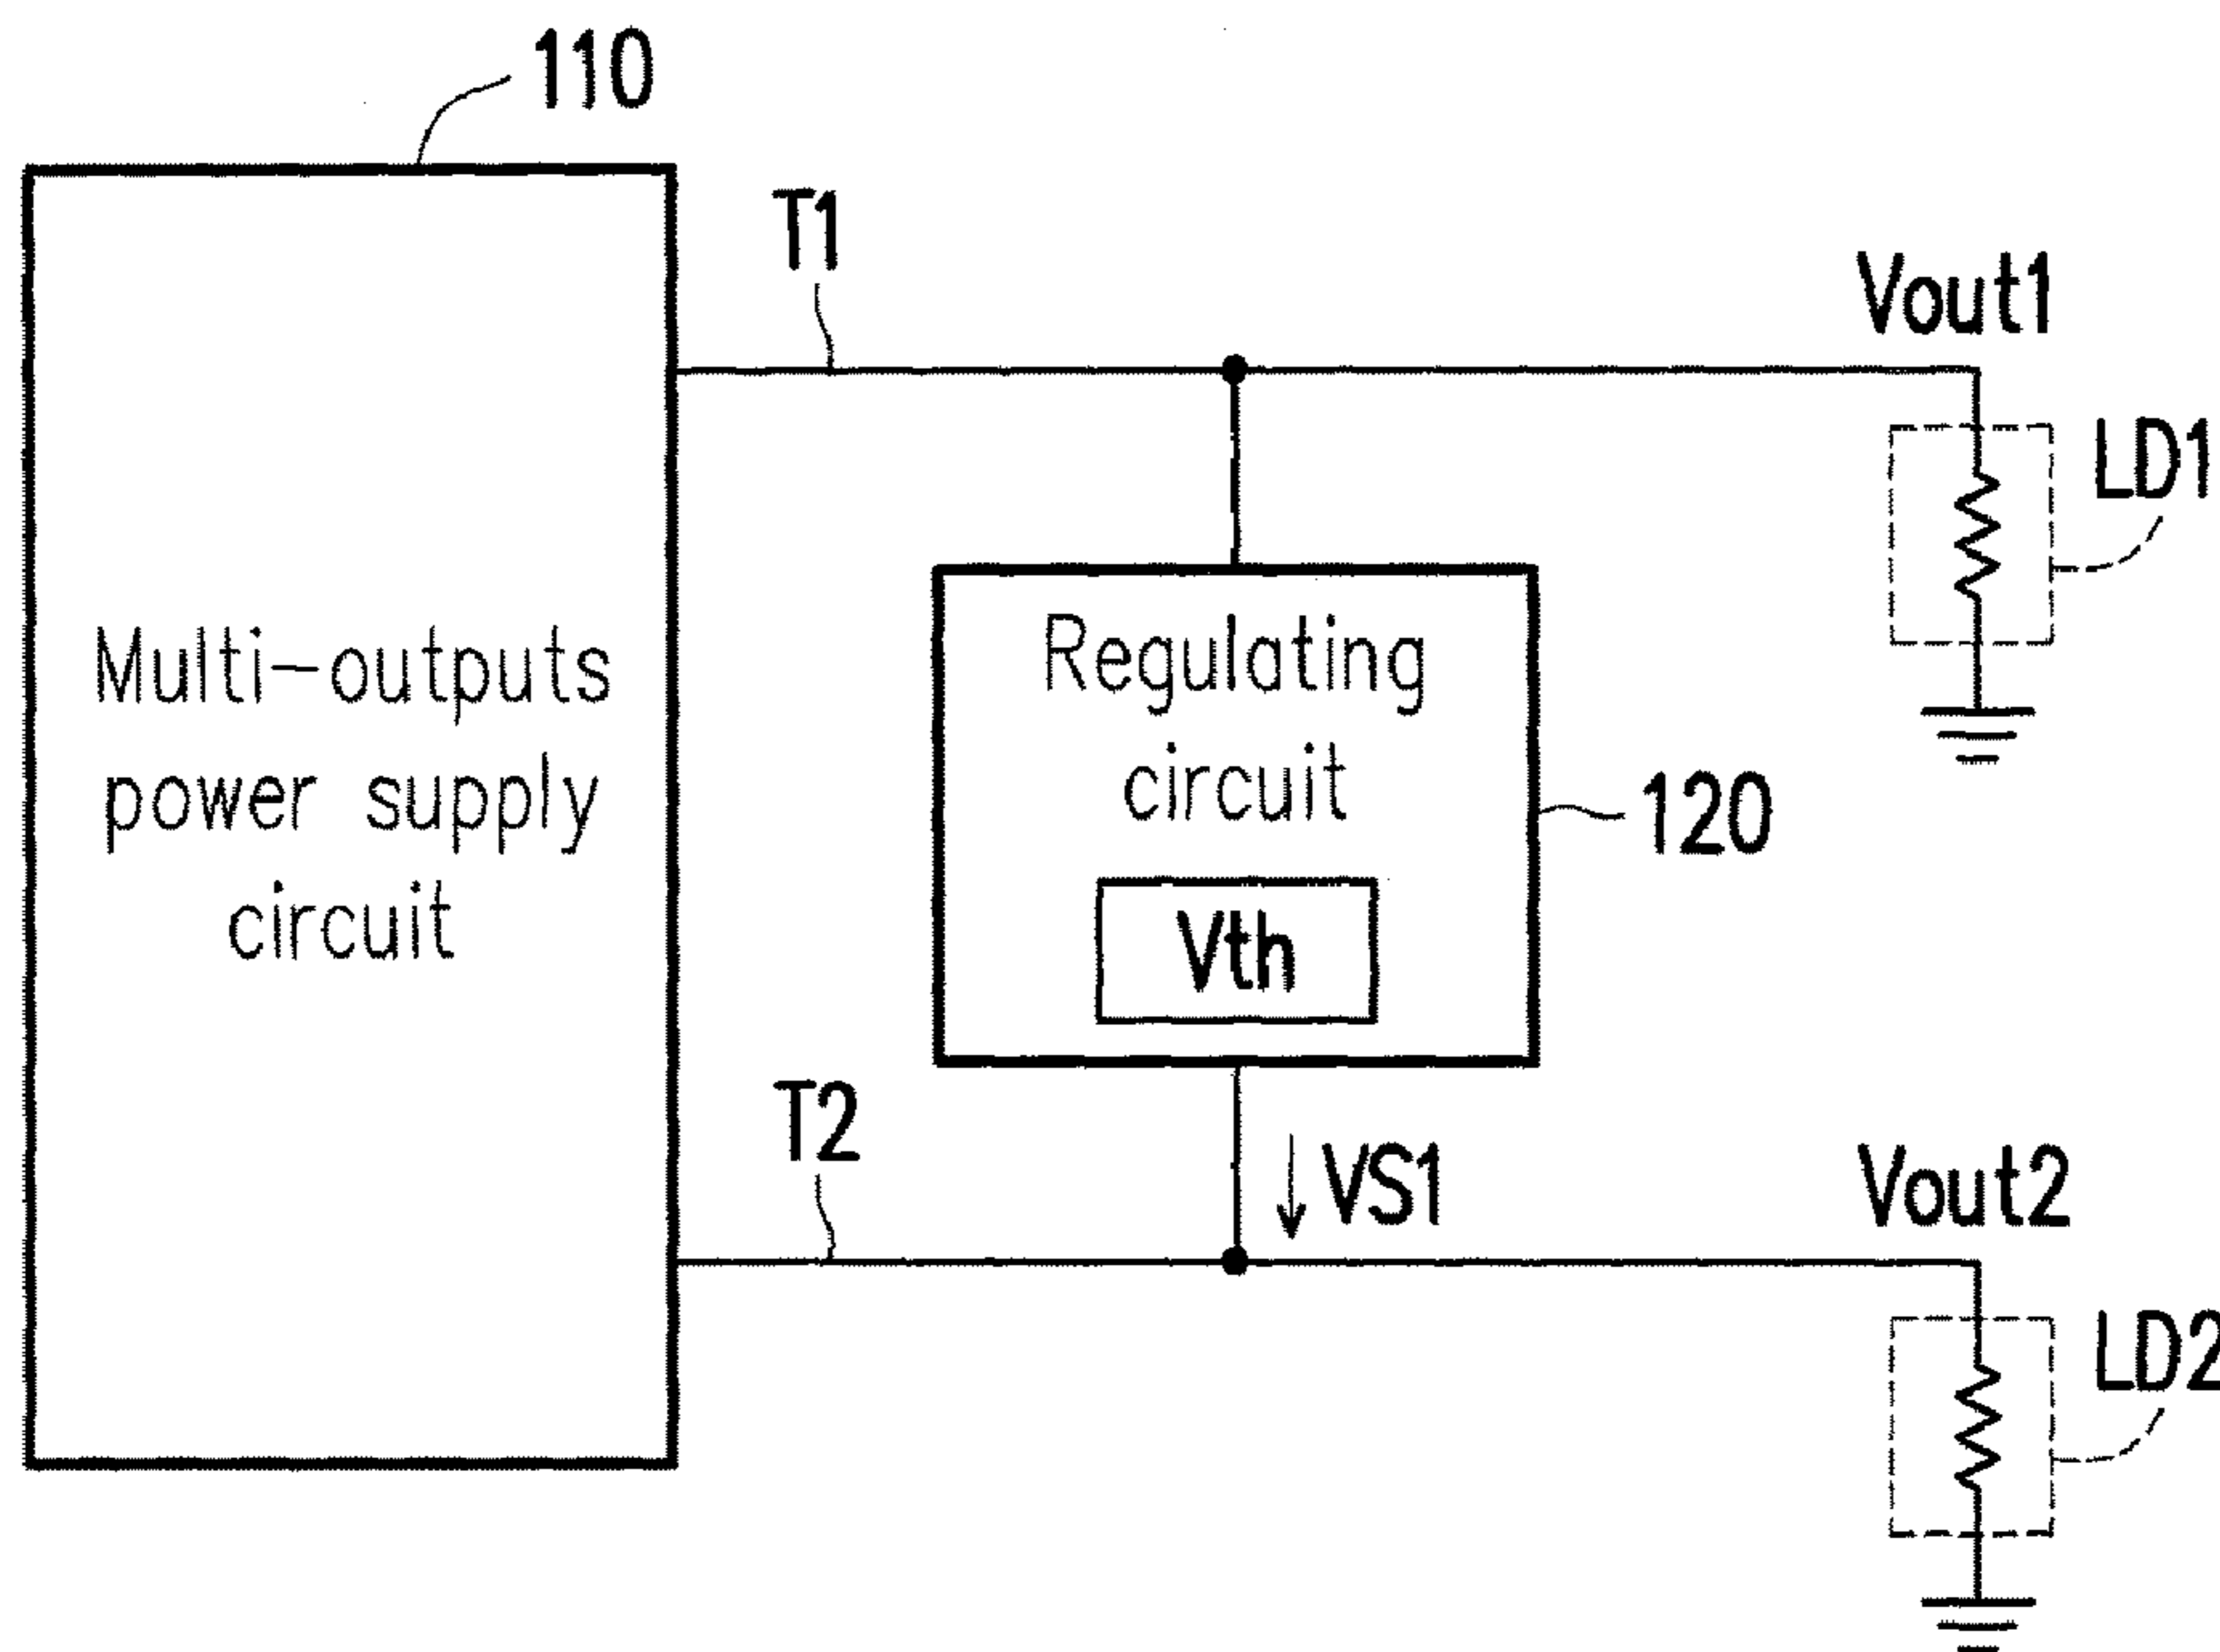 110
T1
Vout1
LD1
Multi-outputs
power supply
circuit
Regulating
circuit
120
Vth
T2
VS1
Vout2
LD2